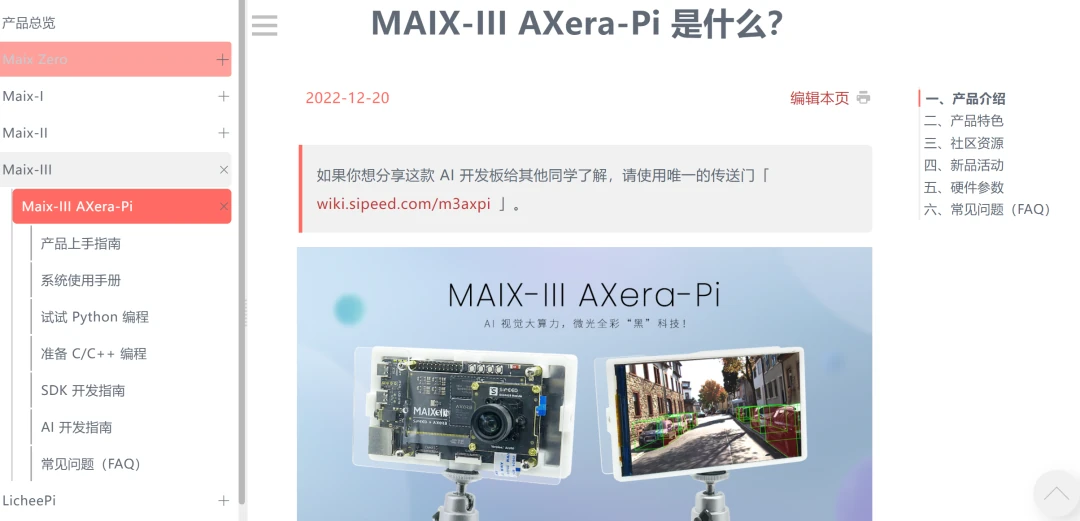 产品总览
Maix Zero
Maix-I
Maix-II
Maix-III
Maix-III AXera-Pi
产品上手指南
系统使用手册
试试 Python 编程
准备 C/C++ 编程
SDK 开发指南
AI 开发指南
常见问题（FAQ）
LicheePi
MAIX-III AXera-Pi 是什么？
2022-12-20
编辑本页
如果你想分享这款 AI 开发板给其他同学了解，请使用唯一的传送门「
wiki.sipeed.com/m3axpi 」。
MAIX-III AXera-Pi
AI 视觉大算力，微光全彩“黑”科技！
SIPEED
MAIX-III
一、产品介绍
二、产品特色
三、社区资源
四、新品活动
五、硬件参数
六、常见问题（FAQ）